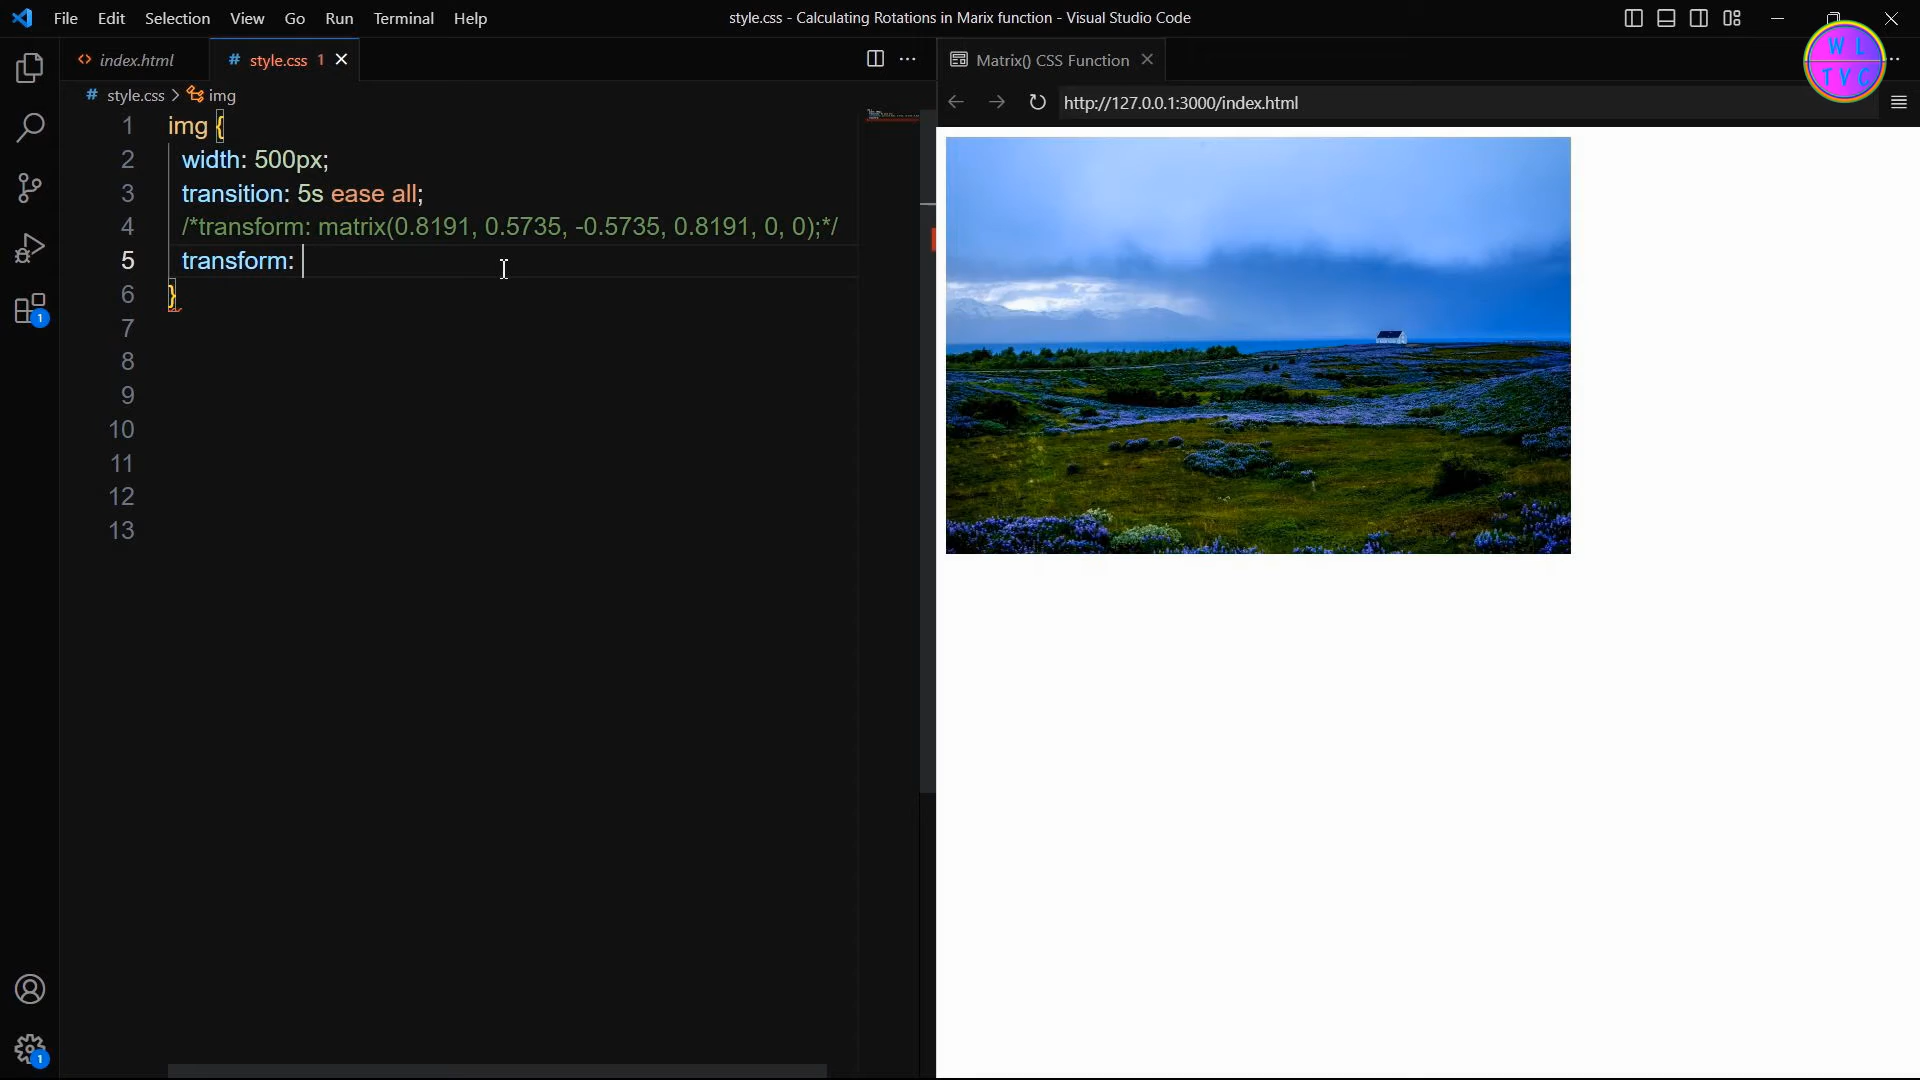 File Edit Selection View Go Run Terminal Help
style.css - Calculating Rotations in Marix function - Visual Studio Code
index.html
# style.css 1
Matrix() CSS Function
W L
T V C
# style.css > img
http://127.0.0.1:3000/index.html
1 img {
2 width: 500px;
3 transition: 5s ease all;
4 /*transform: matrix(0.8191, 0.5735, -0.5735, 0.8191, 0, 0);*/
5 transform:
6 }
7
8
9
10
11
12
13
1
1